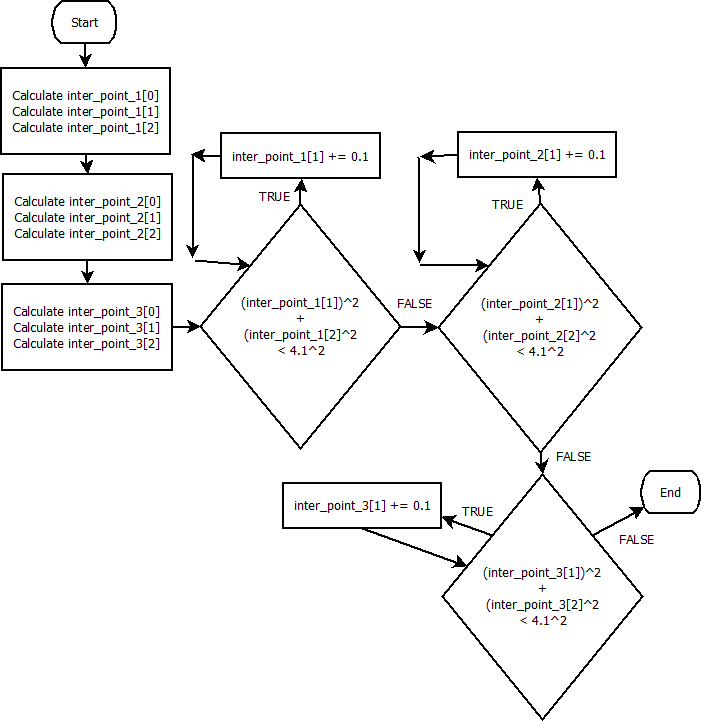 Start
Calculate inter_point_1[0]
Calculate inter_point_1[1]
Calculate inter_point_1[2]
Calculate inter_point_2[0]
Calculate inter_point_2[1]
Calculate inter_point_2[2]
Calculate inter_point_3[0]
Calculate inter_point_3[1]
Calculate inter_point_3[2]
inter_point_1[1] += 0.1
TRUE
(inter_point_1[1])^2
+
(inter_point_1[2]^2
< 4.1^2
FALSE
inter_point_2[1] += 0.1
TRUE
(inter_point_2[1])^2
+
(inter_point_2[2]^2
< 4.1^2
FALSE
inter_point_3[1] += 0.1
TRUE
(inter_point_3[1])^2
+
(inter_point_3[2]^2
< 4.1^2
FALSE
End